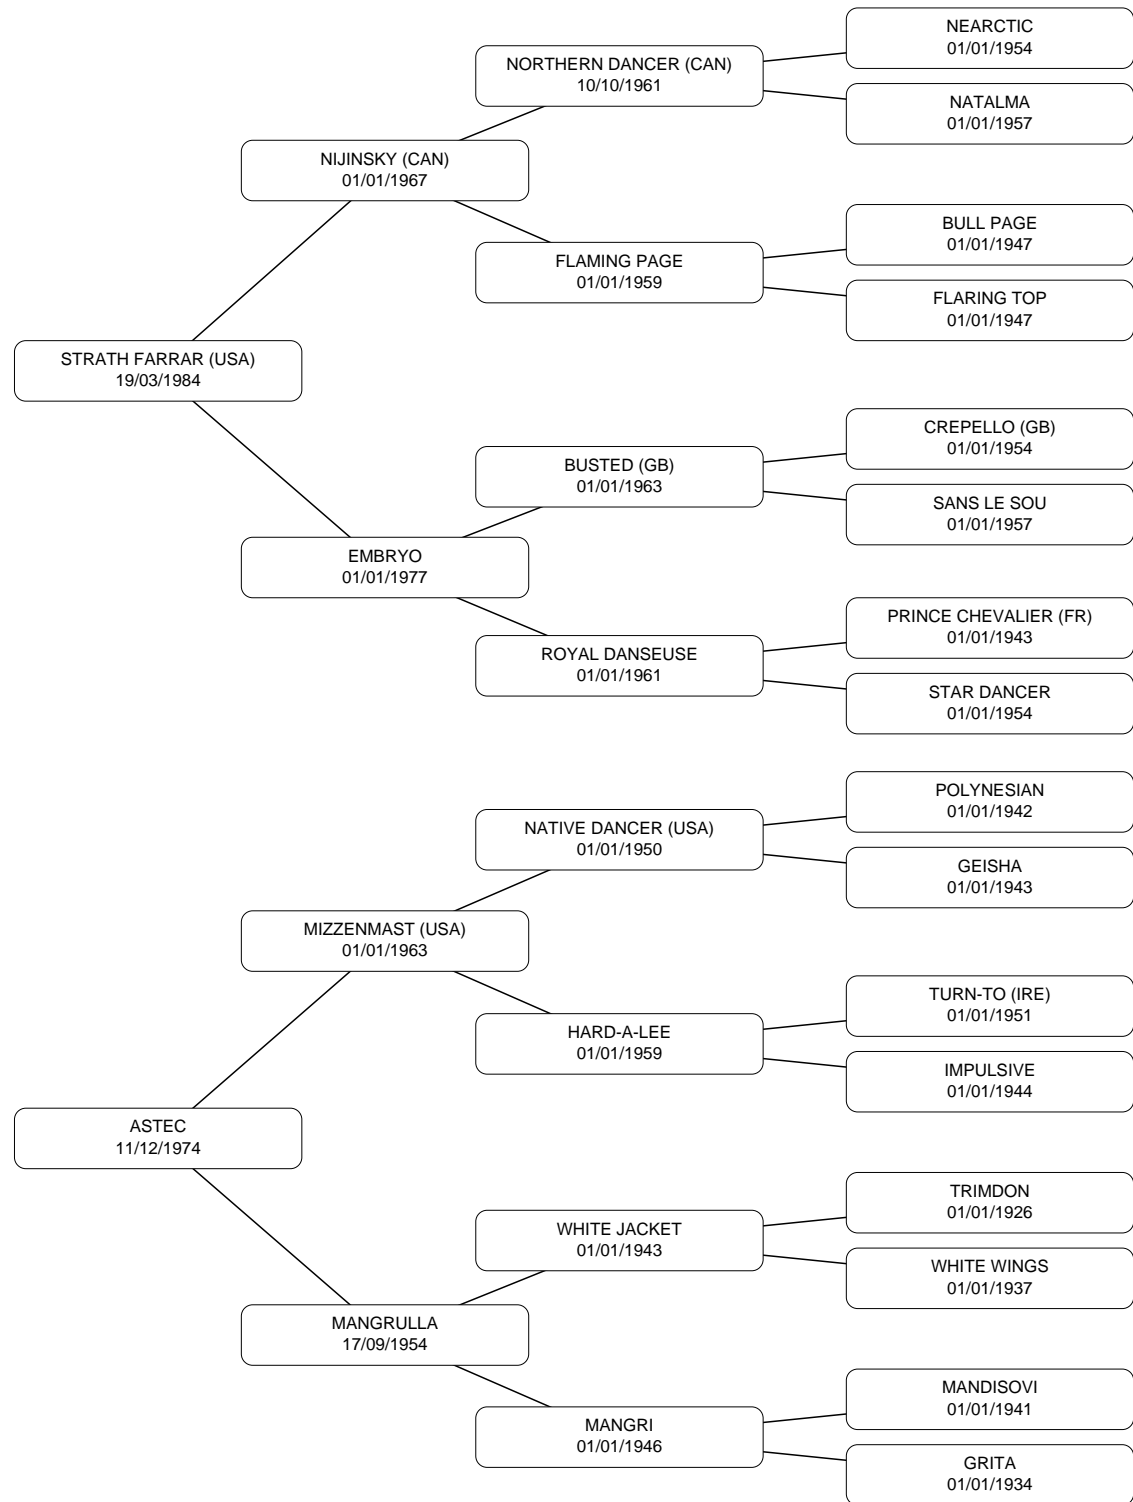 NEARCTIC
01/01/1954
NORTHERN DANCER (CAN)
10/10/1961
NATALMA
01/01/1957
NIJINSKY (CAN)
01/01/1967
BULL PAGE
01/01/1947
FLAMING PAGE
01/01/1959
FLARING TOP
01/01/1947
STRATH FARRAR (USA)
19/03/1984
CREPELLO (GB)
01/01/1954
BUSTED (GB)
01/01/1963
SANS LE SOU
01/01/1957
EMBRYO
01/01/1977
PRINCE CHEVALIER (FR)
01/01/1943
ROYAL DANSEUSE
01/01/1961
STAR DANCER
01/01/1954
POLYNESIAN
01/01/1942
NATIVE DANCER (USA)
01/01/1950
GEISHA
01/01/1943
MIZZENMAST (USA)
01/01/1963
TURN-TO (IRE)
01/01/1951
HARD-A-LEE
01/01/1959
IMPULSIVE
01/01/1944
ASTEC
11/12/1974
TRIMDON
01/01/1926
WHITE JACKET
01/01/1943
WHITE WINGS
01/01/1937
MANGRULLA
17/09/1954
MANDISOVI
01/01/1941
MANGRI
01/01/1946
GRITA
01/01/1934